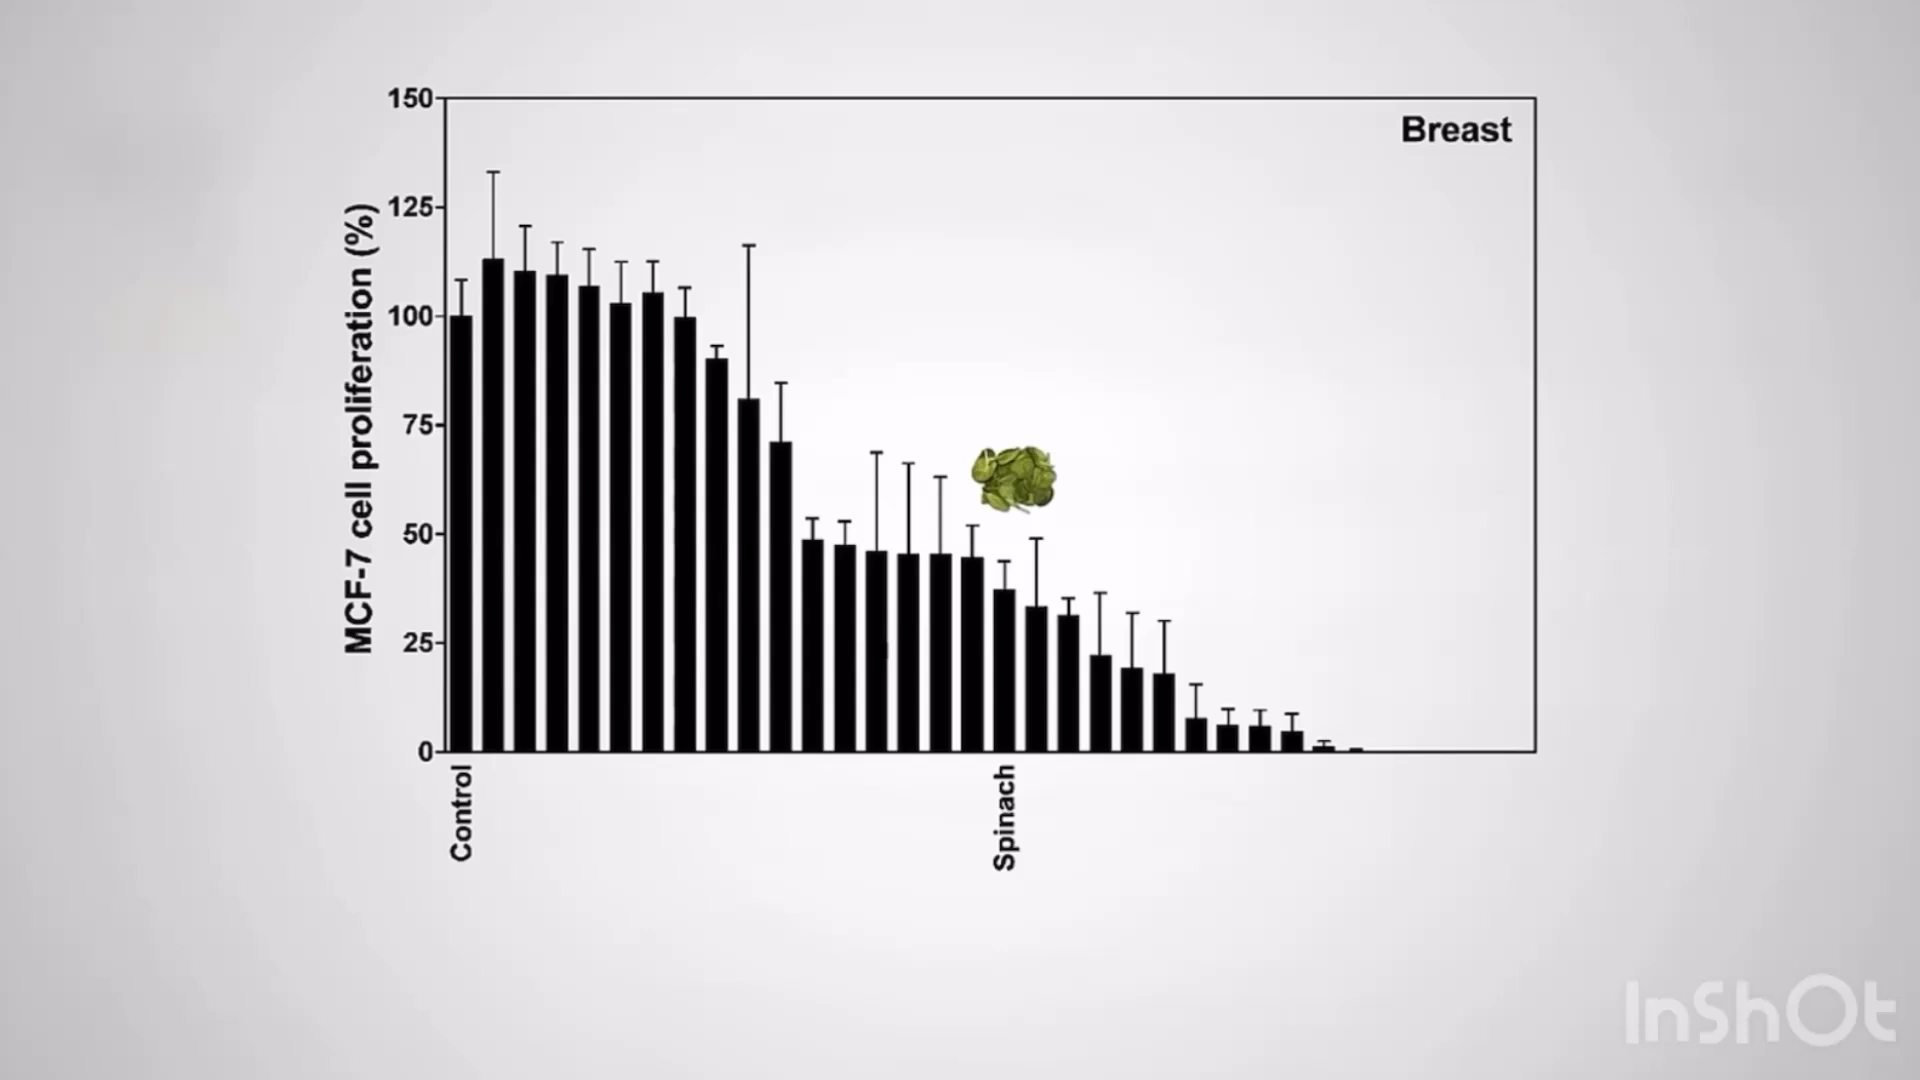 150
Breast
125
100
75
50
25
0
MCF-7 cell proliferation (%)
Control
Spinach
InShOt